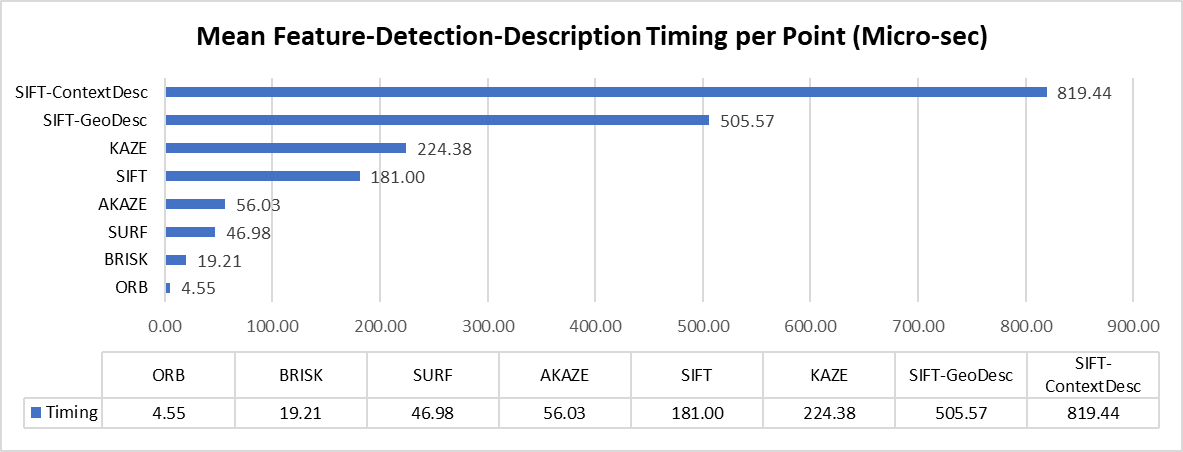 Mean Feature-Detection-Description Timing per Point (Micro-sec)
SIFT-ContextDesc 819.44
SIFT-GeoDesc 505.57
KAZE 224.38
SIFT 181.00
AKAZE 56.03
SURF 46.98
BRISK 19.21
ORB 4.55
0.00 100.00 200.00 300.00 400.00 500.00 600.00 700.00 800.00 900.00
ORB BRISK SURF AKAZE SIFT KAZE SIFT-GeoDesc SIFT-
ContextDesc
Timing 4.55 19.21 46.98 56.03 181.00 224.38 505.57 819.44